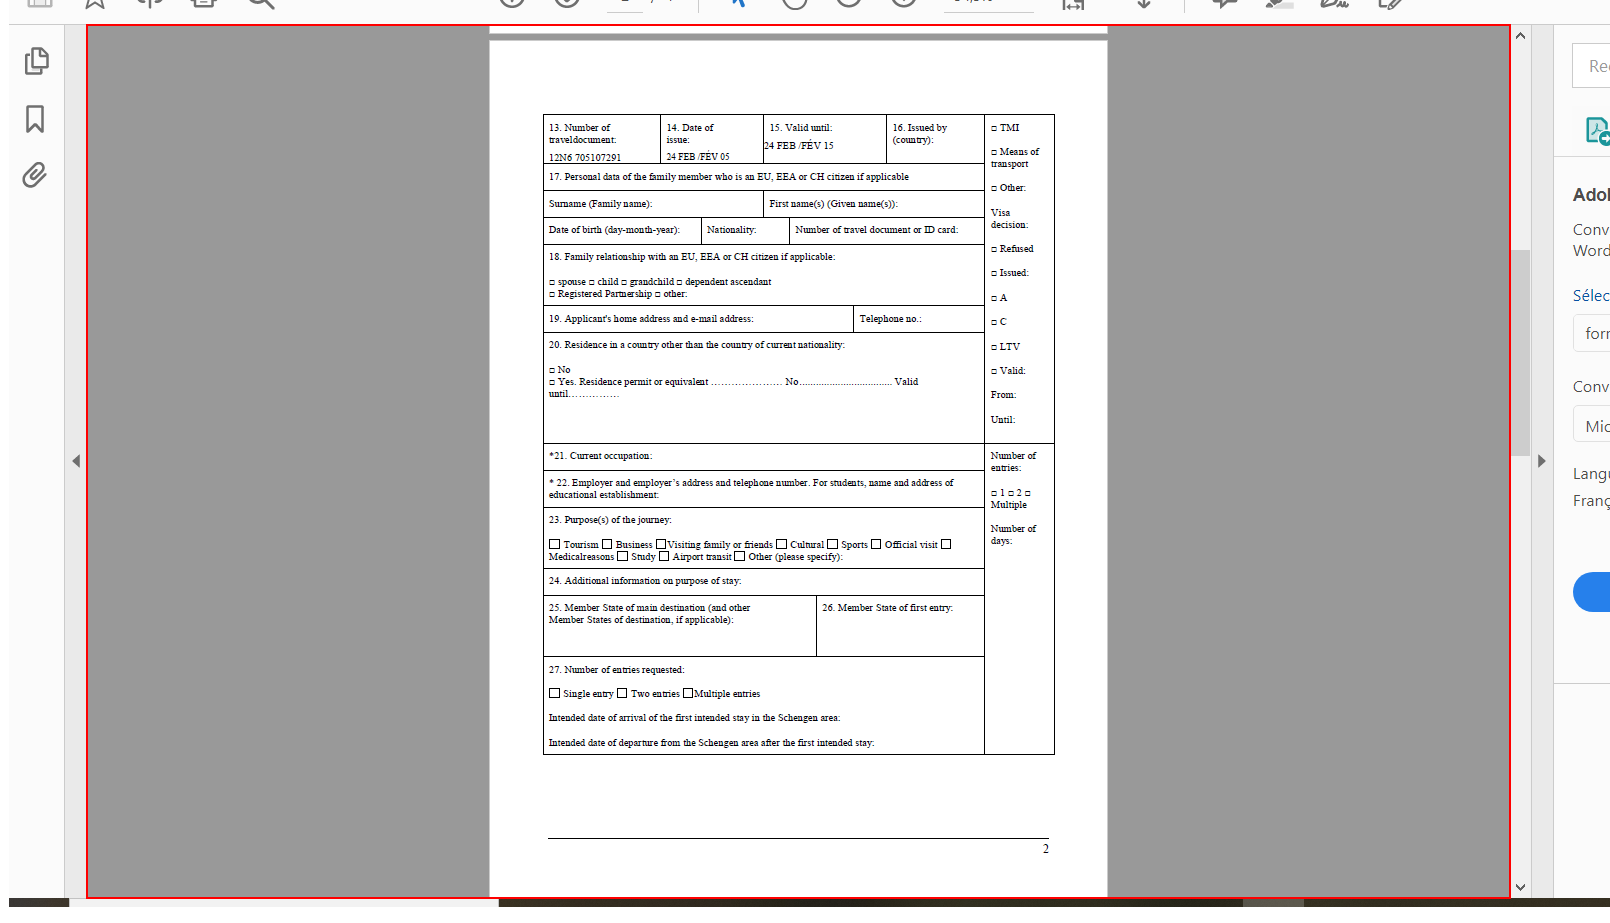 13. Number of
traveldocument:
12N6 705107291
14. Date of
issue:
24 FEB /FÉV 05
15. Valid until:
24 FEB /FÉV 15
16. Issued by
(country):
17. Personal data of the family member who is an EU, EEA or CH citizen if applicable
Surname (Family name):
First name(s) (Given name(s)):
Date of birth (day-month-year):
Nationality:
Number of travel document or ID card:
18. Family relationship with an EU, EEA or CH citizen if applicable:
□ spouse □ child □ grandchild □ dependent ascendant
□ Registered Partnership □ other:
19. Applicant's home address and e-mail address:
Telephone no.:
20. Residence in a country other than the country of current nationality:
□ No
□ Yes. Residence permit or equivalent ………………… No.................................. Valid
until……………
*21. Current occupation:
* 22. Employer and employer’s address and telephone number. For students, name and address of
educational establishment:
23. Purpose(s) of the journey:
□ Tourism □ Business □Visiting family or friends □ Cultural □ Sports □ Official visit □
Medicalreasons □ Study □ Airport transit □ Other (please specify):
24. Additional information on purpose of stay:
25. Member State of main destination (and other
Member States of destination, if applicable):
26. Member State of first entry:
27. Number of entries requested:
□ Single entry □ Two entries □Multiple entries
Intended date of arrival of the first intended stay in the Schengen area:
Intended date of departure from the Schengen area after the first intended stay:
□ TMI
□ Means of
transport
□ Other:
Visa
decision:
□ Refused
□ Issued:
□ A
□ C
□ LTV
□ Valid:
From:
Until:
Number of
entries:
□ 1 □ 2 □
Multiple
Number of
days:
2
Rec
Adol
Conv
Word
Sélec
forr
Conv
Mic
Langu
Franç